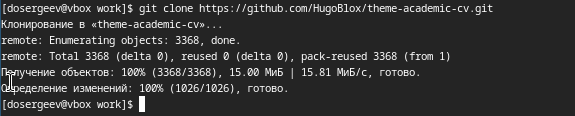 [dosergeev@vbox work]$ git clone https://github.com/HugoBlox/theme-academic-cv.git
Клонирование в «theme-academic-cv»...
remote: Enumerating objects: 3368, done.
remote: Total 3368 (delta 0), reused 0 (delta 0), pack-reused 3368 (from 1)
Получение объектов: 100% (3368/3368), 15.00 МиБ | 15.81 МиБ/с, готово.
Определение изменений: 100% (1026/1026), готово.
[dosergeev@vbox work]$